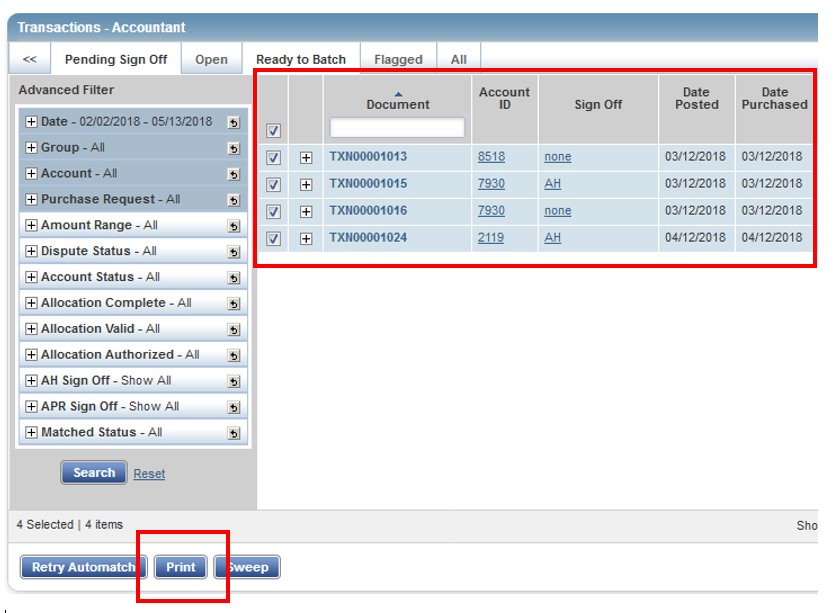 Transactions - Accountant
<< Pending Sign Off Open Ready to Batch Flagged All
Advanced Filter
Date - 02/02/2018 - 05/13/2018
Group - All
Account - All
Purchase Request - All
Amount Range - All
Dispute Status - All
Account Status - All
Allocation Complete - All
Allocation Valid - All
Allocation Authorized - All
AH Sign Off - Show All
APR Sign Off - Show All
Matched Status - All
Search Reset
Document Account ID Sign Off Date Posted Date Purchased
TXN00001013 8518 none 03/12/2018 03/12/2018
TXN00001015 7930 AH 03/12/2018 03/12/2018
TXN00001016 7930 none 03/12/2018 03/12/2018
TXN00001024 2119 AH 04/12/2018 04/12/2018
4 Selected | 4 items Sho
Retry Automatch Print Sweep